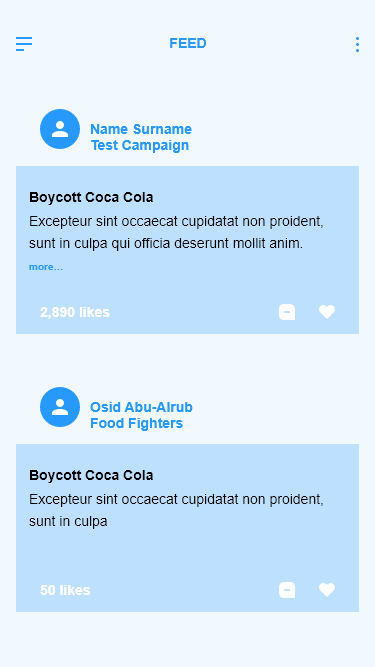 FEED
Name Surname
Test Campaign
Boycott Coca Cola
Excepteur sint occaecat cupidatat non proident,
sunt in culpa qui officia deserunt mollit anim.
more...
2,890 likes
Osid Abu-Alrub
Food Fighters
Boycott Coca Cola
Excepteur sint occaecat cupidatat non proident,
sunt in culpa
50 likes